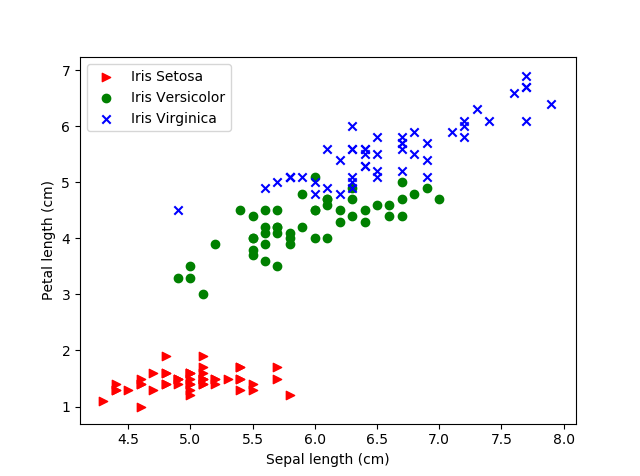 Iris Setosa
Iris Versicolor
Iris Virginica
7
6
5
4
3
2
1
Petal length (cm)
4.5 5.0 5.5 6.0 6.5 7.0 7.5 8.0
Sepal length (cm)